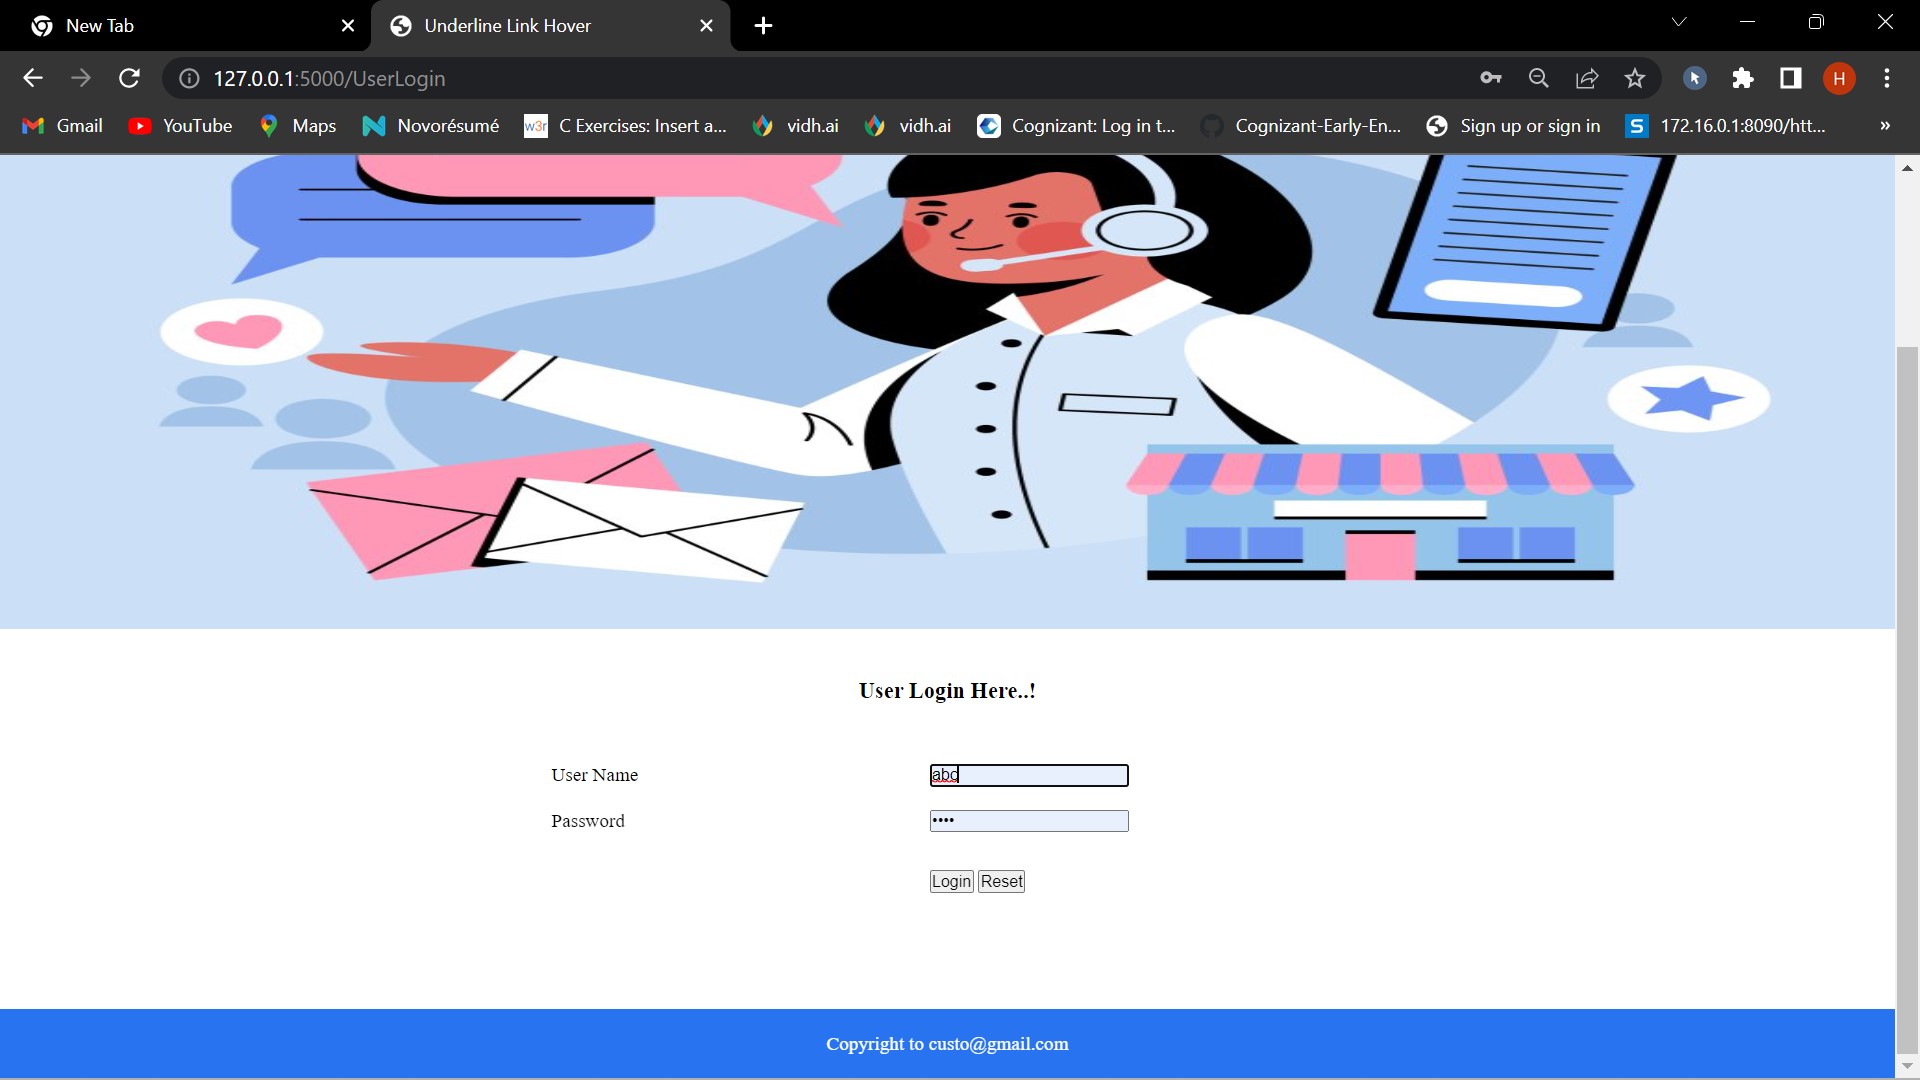 New Tab
Underline Link Hover
127.0.0.1:5000/UserLogin
H
Gmail YouTube Maps Novorésumé w3r C Exercises: Insert a... vidh.ai vidh.ai Cognizant: Log in t... Cognizant-Early-En... Sign up or sign in S 172.16.0.1:8090/htt... »
User Login Here..!
User Name abc
Password ••••
Login Reset
Copyright to custo@gmail.com